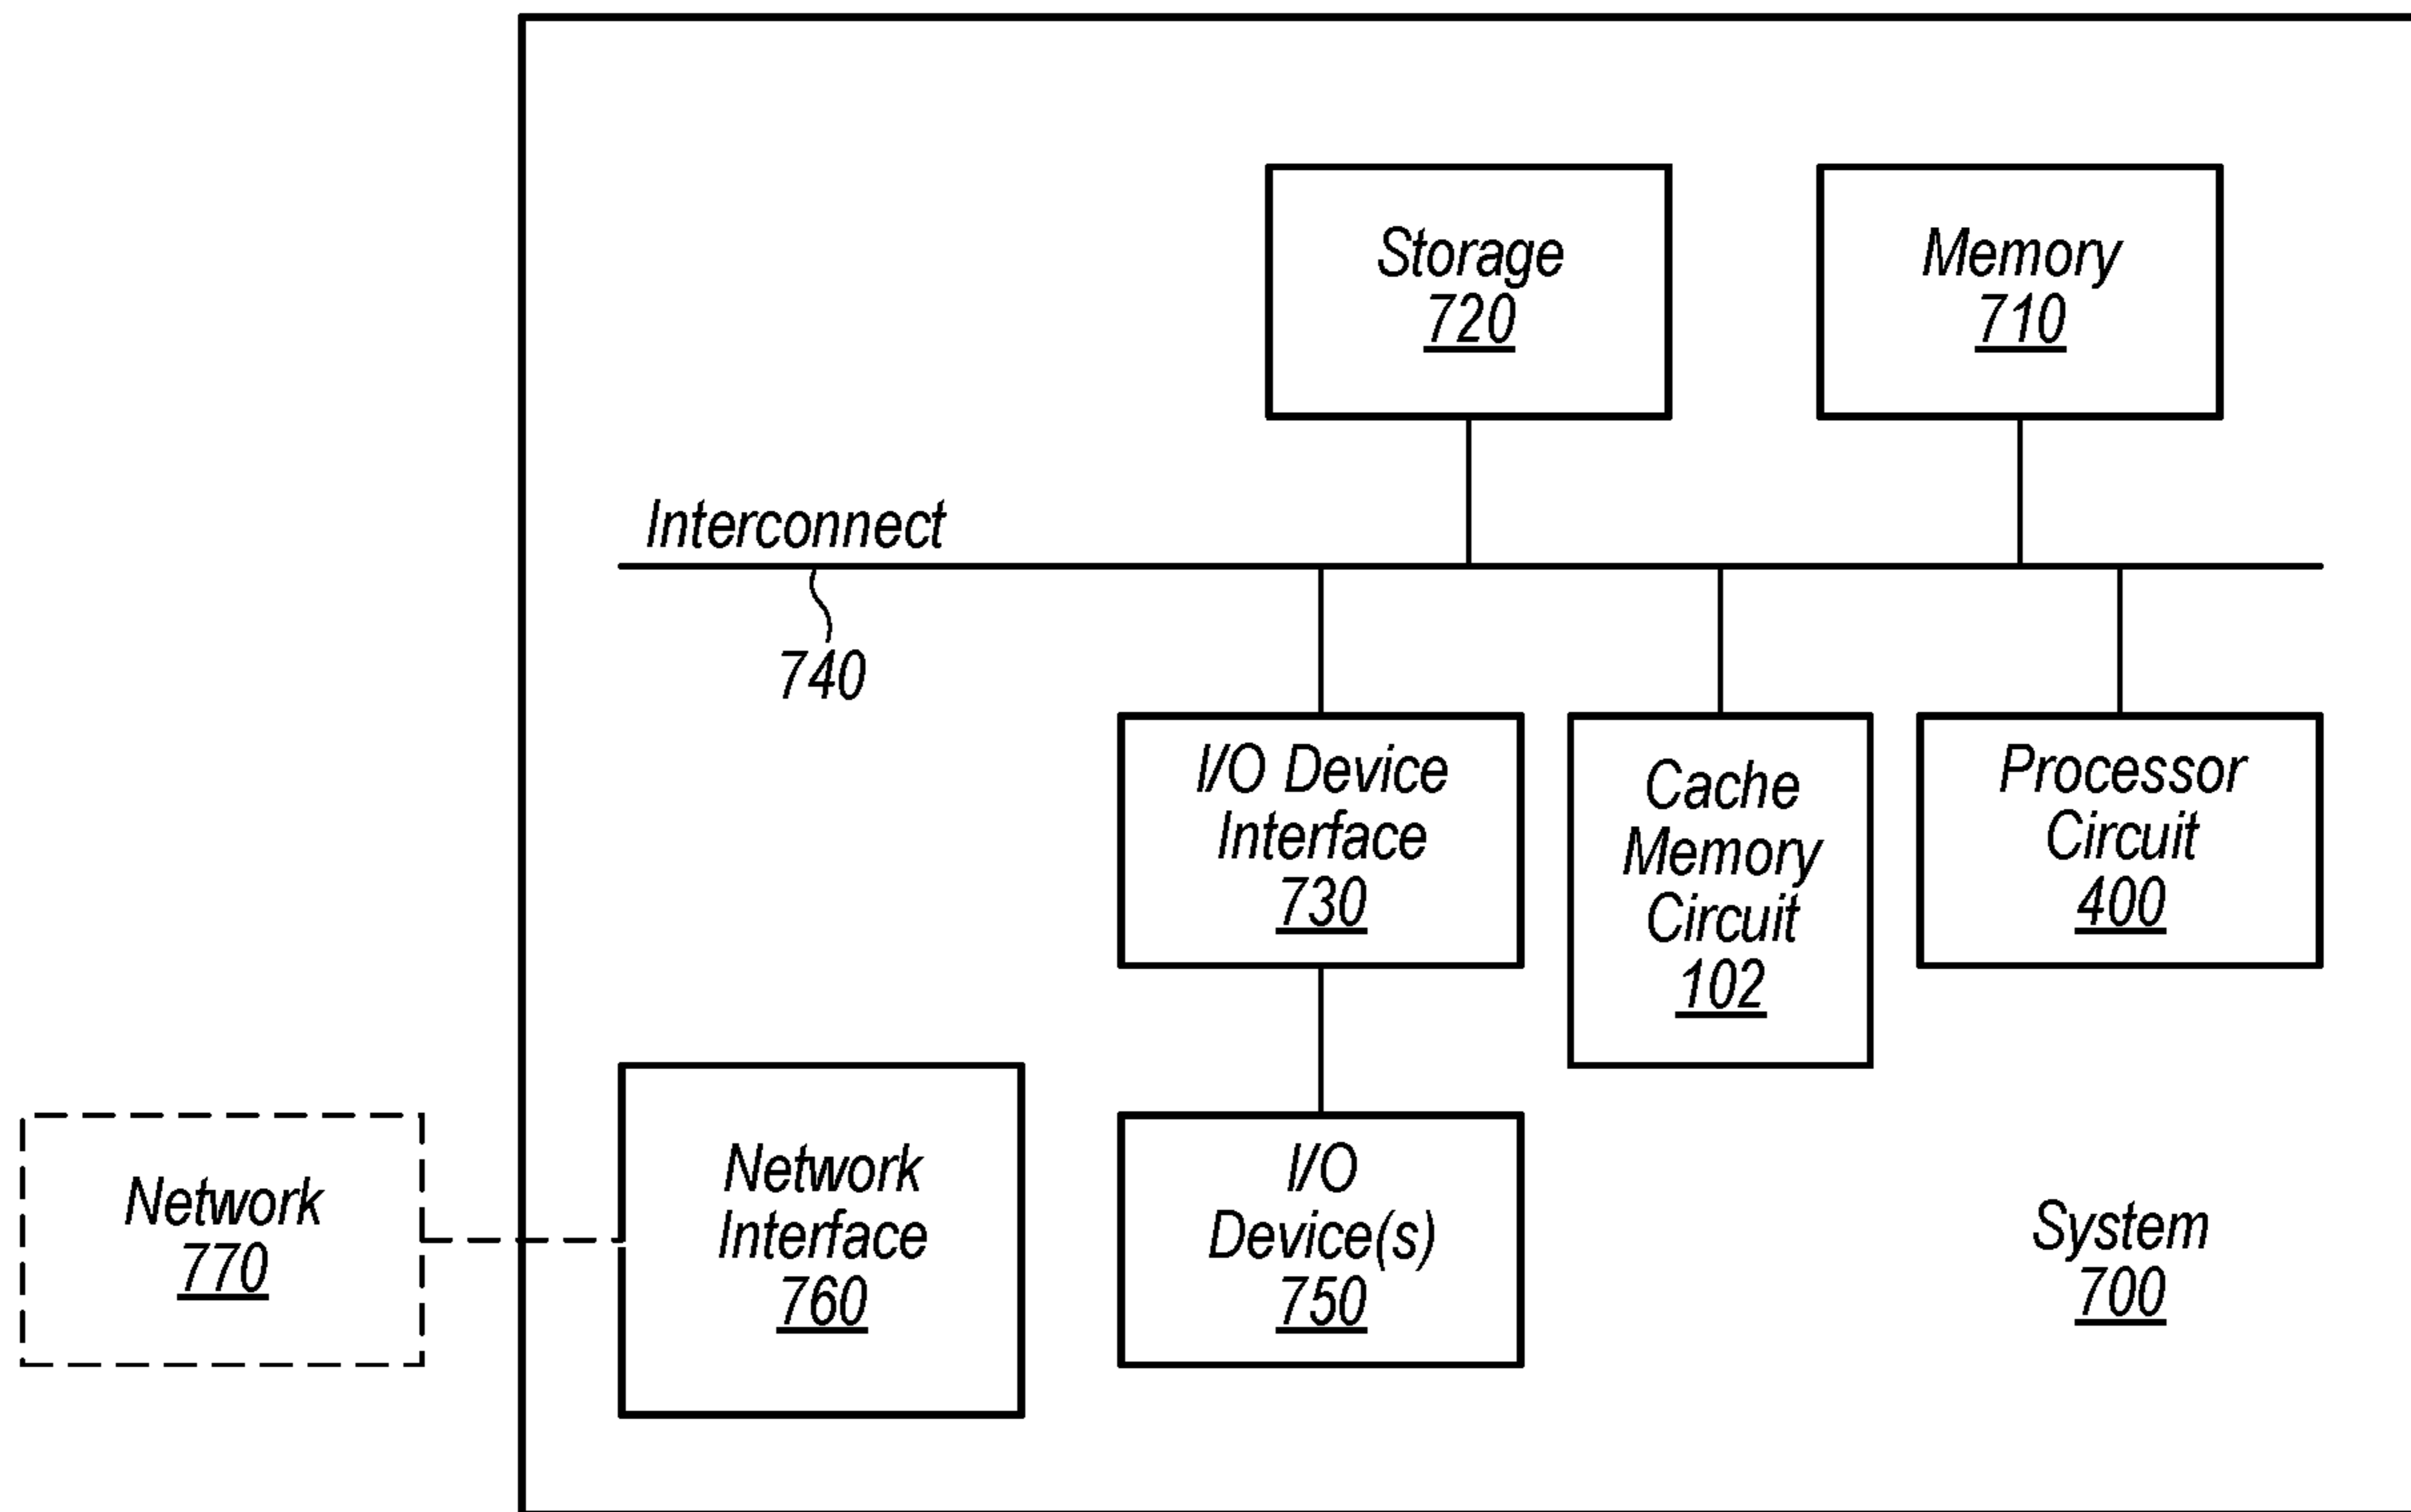 Storage
720
Memory
710
Interconnect
740
I/O Device
Interface
730
Cache
Memory
Circuit
102
Processor
Circuit
400
Network
770
Network
Interface
760
I/O
Device(s)
750
System
700